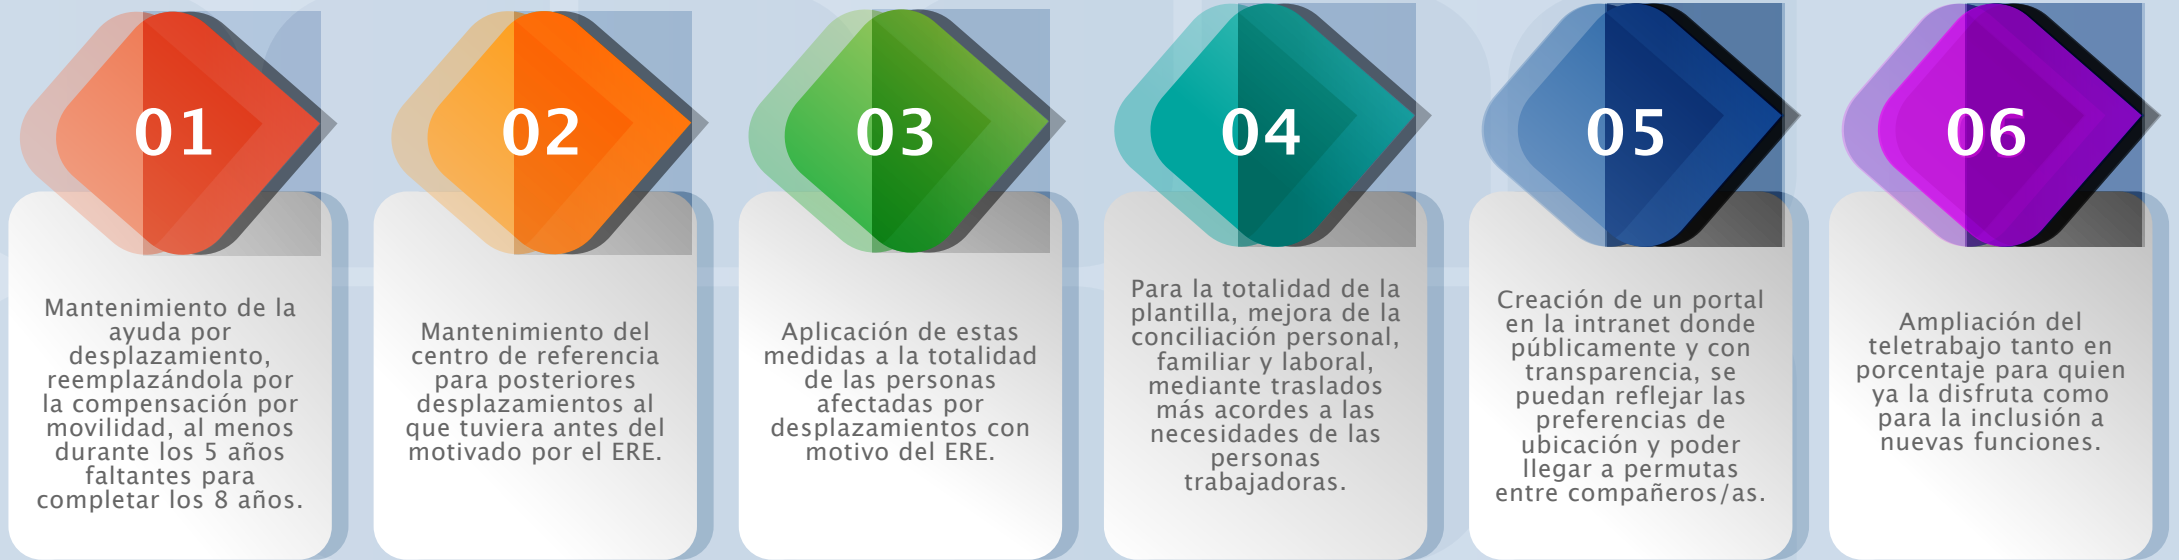 01
Mantenimiento de la
ayuda por
desplazamiento,
reemplazándola por
la compensación por
movilidad, al menos
durante los 5 años
faltantes para
completar los 8 años.
02
Mantenimiento del
centro de referencia
para posteriores
desplazamientos al
que tuviera antes del
motivado por el ERE.
03
Aplicación de estas
medidas a la totalidad
de las personas
afectadas por
desplazamientos con
motivo del ERE.
04
Para la totalidad de la
plantilla, mejora de la
conciliación personal,
familiar y laboral,
mediante traslados
más acordes a las
necesidades de las
personas
trabajadoras.
05
Creación de un portal
en la intranet donde
públicamente y con
transparencia, se
puedan reflejar las
preferencias de
ubicación y poder
llegar a permutas
entre compañeros/as.
06
Ampliación del
teletrabajo tanto en
porcentaje para quien
ya la disfruta como
para la inclusión a
nuevas funciones.